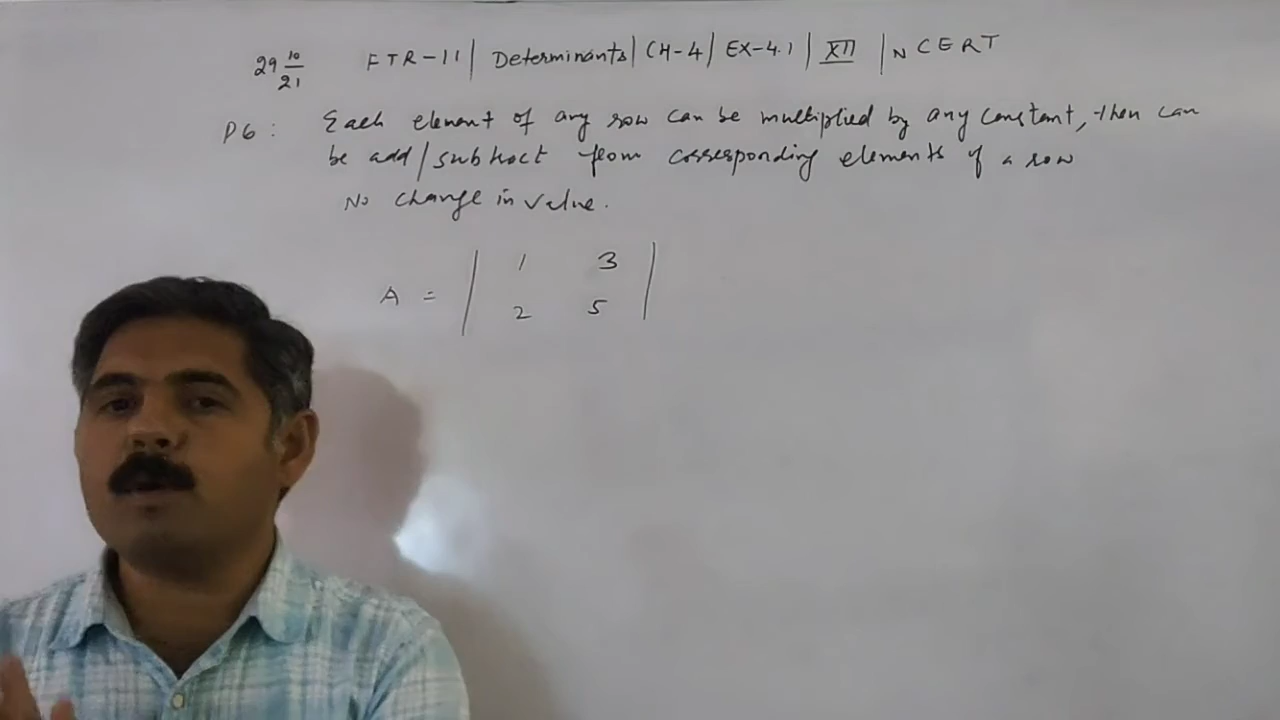 29 10/21 FTR-11 | Determinants | CH-4 | EX-4.1 | XII | NCERT
P6 : Each element of any row can be multiplied by any constant, then can
be add/subtract from corresponding elements of a row
No change in value.
A = | 1 3 |
| 2 5 |